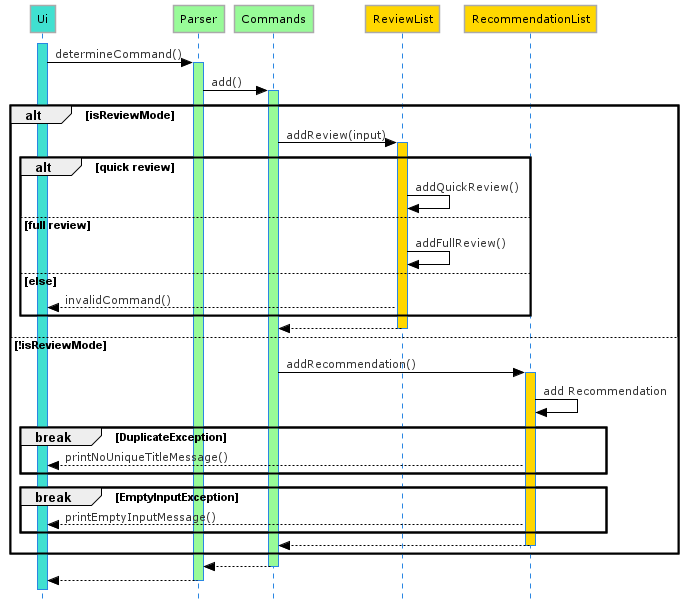 Ui Parser Commands ReviewList RecommendationList
determineCommand()
add()
alt [isReviewMode]
addReview(input)
alt [quick review]
addQuickReview()
[full review]
addFullReview()
[else]
invalidCommand()
[!isReviewMode]
addRecommendation()
add Recommendation
break [DuplicateException]
printNoUniqueTitleMessage()
break [EmptyInputException]
printEmptyInputMessage()